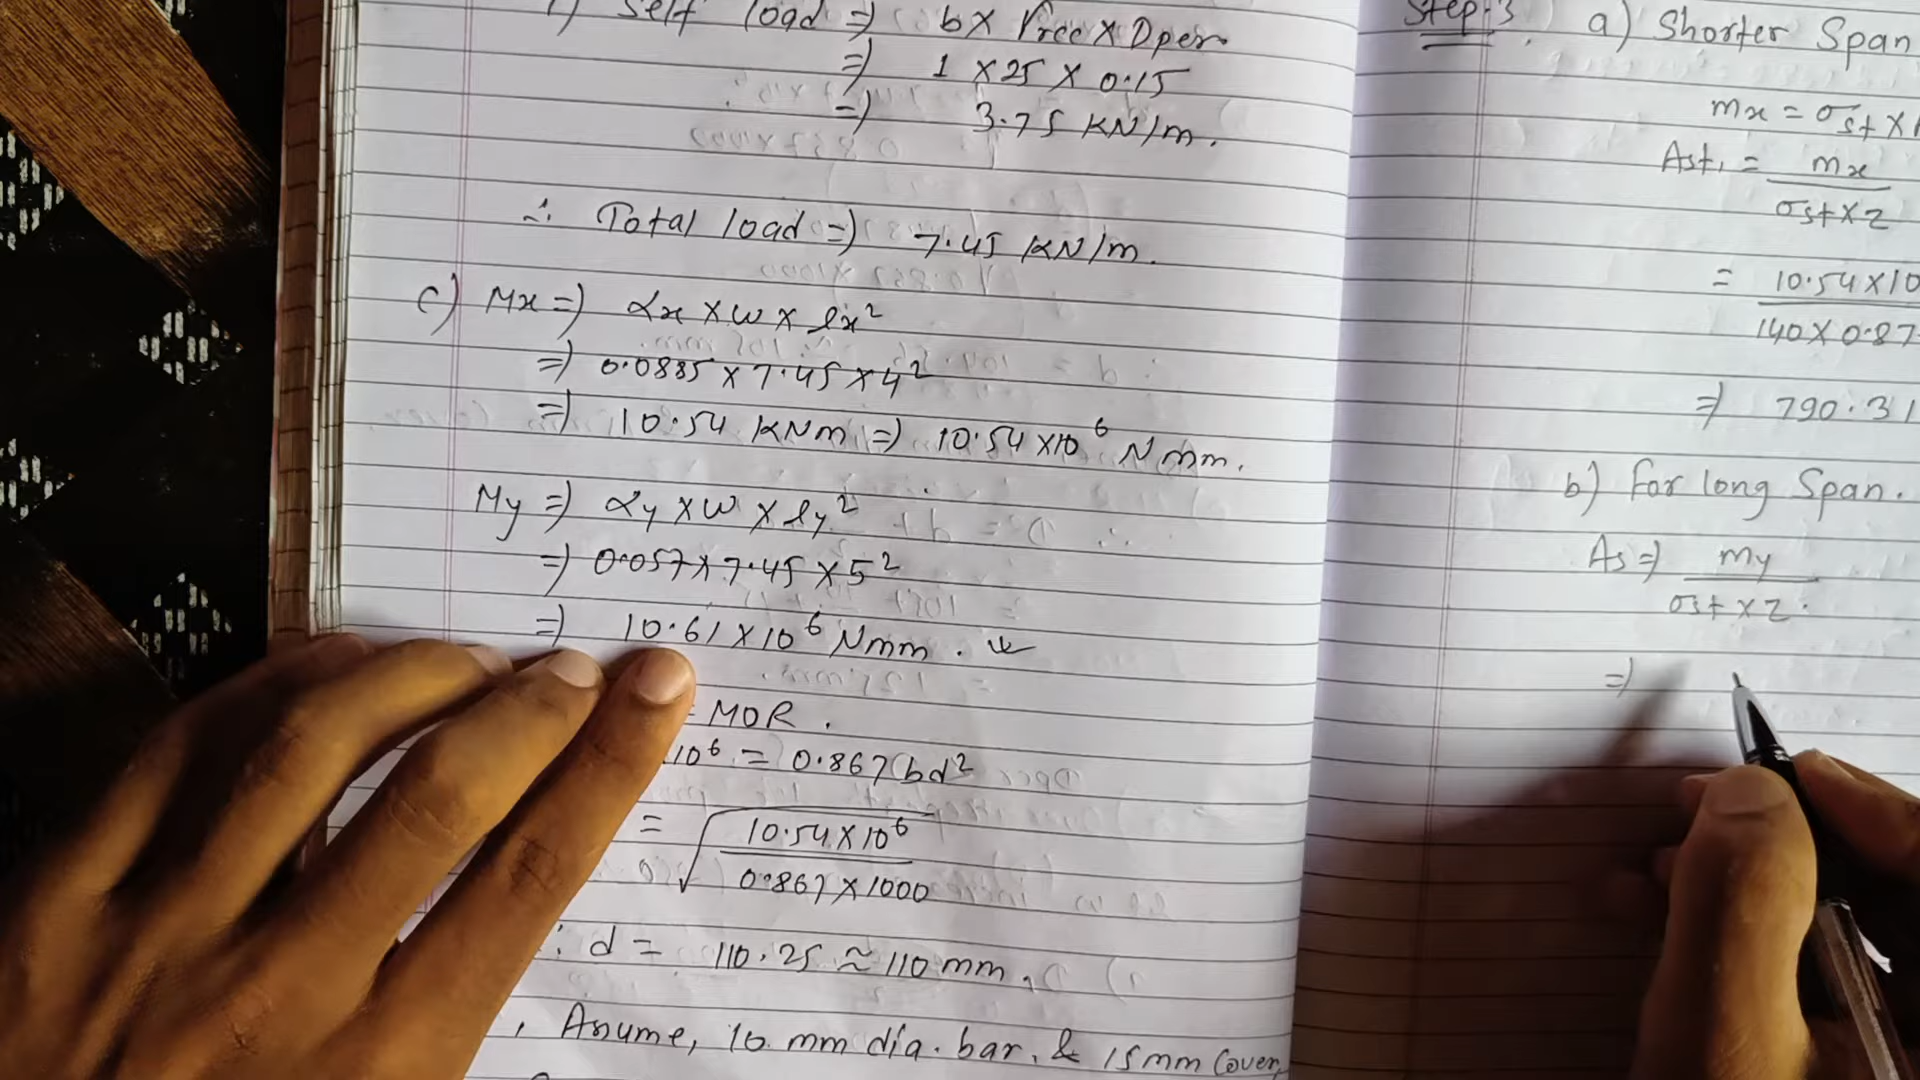 1) Self load ⇒ b × Prcc × Dper
⇒ 1 × 25 × 0.15
⇒ 3.75 KN/m.
∴ Total load ⇒ 7.45 KN/m.
c) Mx ⇒ αx × w × lx²
⇒ 0.0885 × 7.45 × 4²
⇒ 10.54 KNm ⇒ 10.54 × 10⁶ Nmm.
My ⇒ αy × w × ly²
⇒ 0.057 × 7.45 × 5²
⇒ 10.61 × 10⁶ Nmm.
= MOR.
10⁶ = 0.867 bd²
= √ 10.54 × 10⁶
0.867 × 1000
∴ d = 110.25 ≈ 110 mm,
, Assume, 10 mm dia. bar. & 15mm Cover,
Step:3 a) Shorter Span
mx = σst ×
Ast₁ = mx
σst × z
= 10.54 × 10
140 × 0.87
⇒ 790.31
b) For long Span.
As ⇒ my
σst × z.
⇒